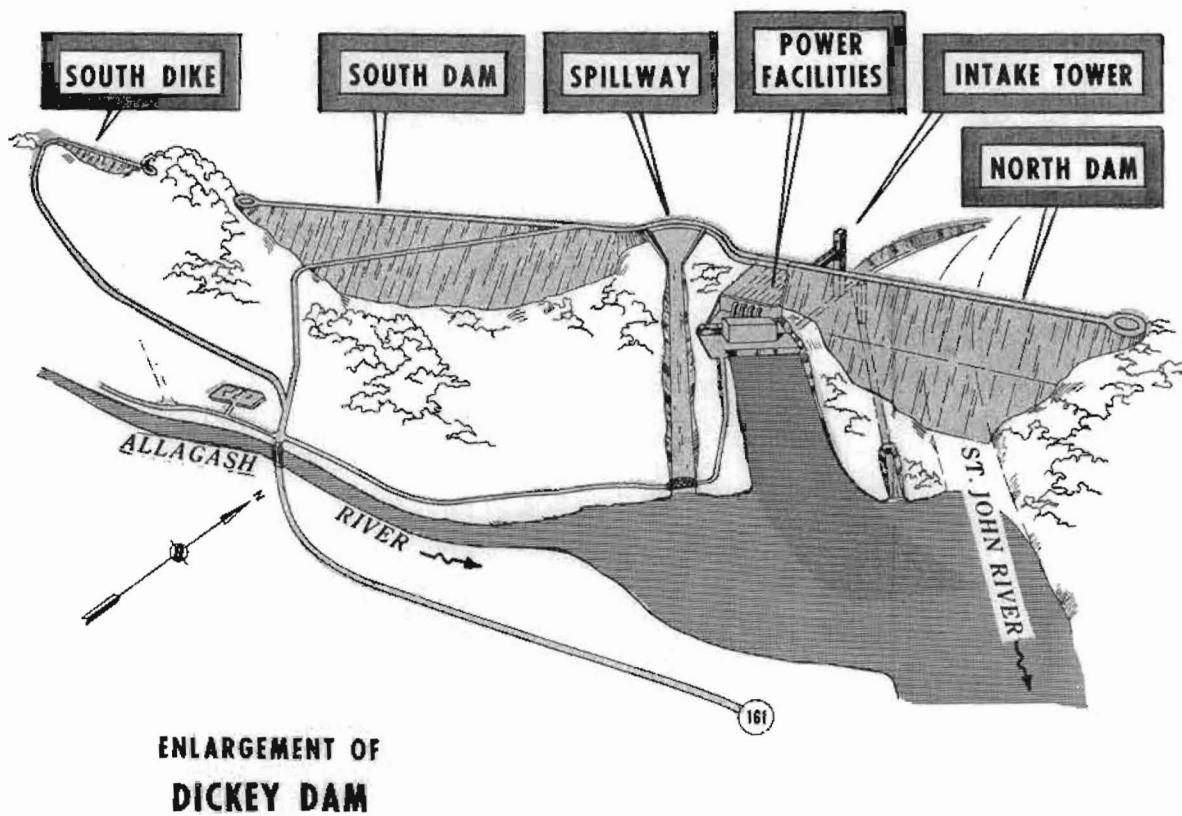 SOUTH DIKE
SOUTH DAM
SPILLWAY
POWER
FACILITIES
INTAKE TOWER
NORTH DAM
ALLAGASH
RIVER
N
ST. JOHN RIVER
161
ENLARGEMENT OF
DICKEY DAM